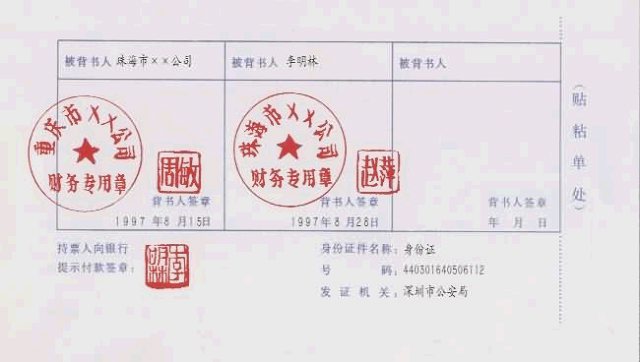 被背书人 珠海市××公司
被背书人 李明林
被背书人
重庆市××公司
财务专用章
周敏
珠海市××公司
财务专用章
赵萍
背书人签章
1997 年 8 月 15日
背书人签章
1997年 8 月 28日
背书人签章
年 月 日
(贴粘单处)
持票人向银行
提示付款签章:
李明林
身份证件名称: 身份证
号 码: 440301640506112
发 证 机 关: 深圳市公安局